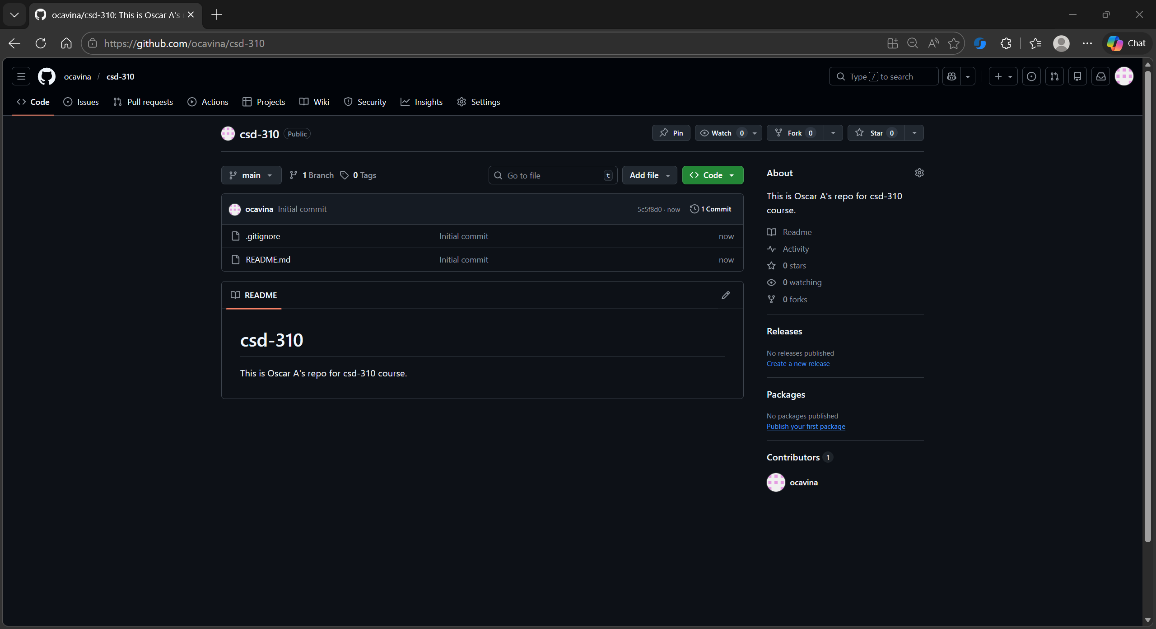 ocavina/csd-310: This is Oscar A's
https://github.com/ocavina/csd-310
Chat
ocavina / csd-310
Type / to search
Code Issues Pull requests Actions Projects Wiki Security Insights Settings
csd-310 Public
Pin Watch 0 Fork 0 Star 0
main 1 Branch 0 Tags Go to file t Add file Code
ocavina Initial commit 5c5f8d0 · now 1 Commit
.gitignore Initial commit now
README.md Initial commit now
README
csd-310
This is Oscar A's repo for csd-310 course.
About
This is Oscar A's repo for csd-310
course.
Readme
Activity
0 stars
0 watching
0 forks
Releases
No releases published
Create a new release
Packages
No packages published
Publish your first package
Contributors 1
ocavina